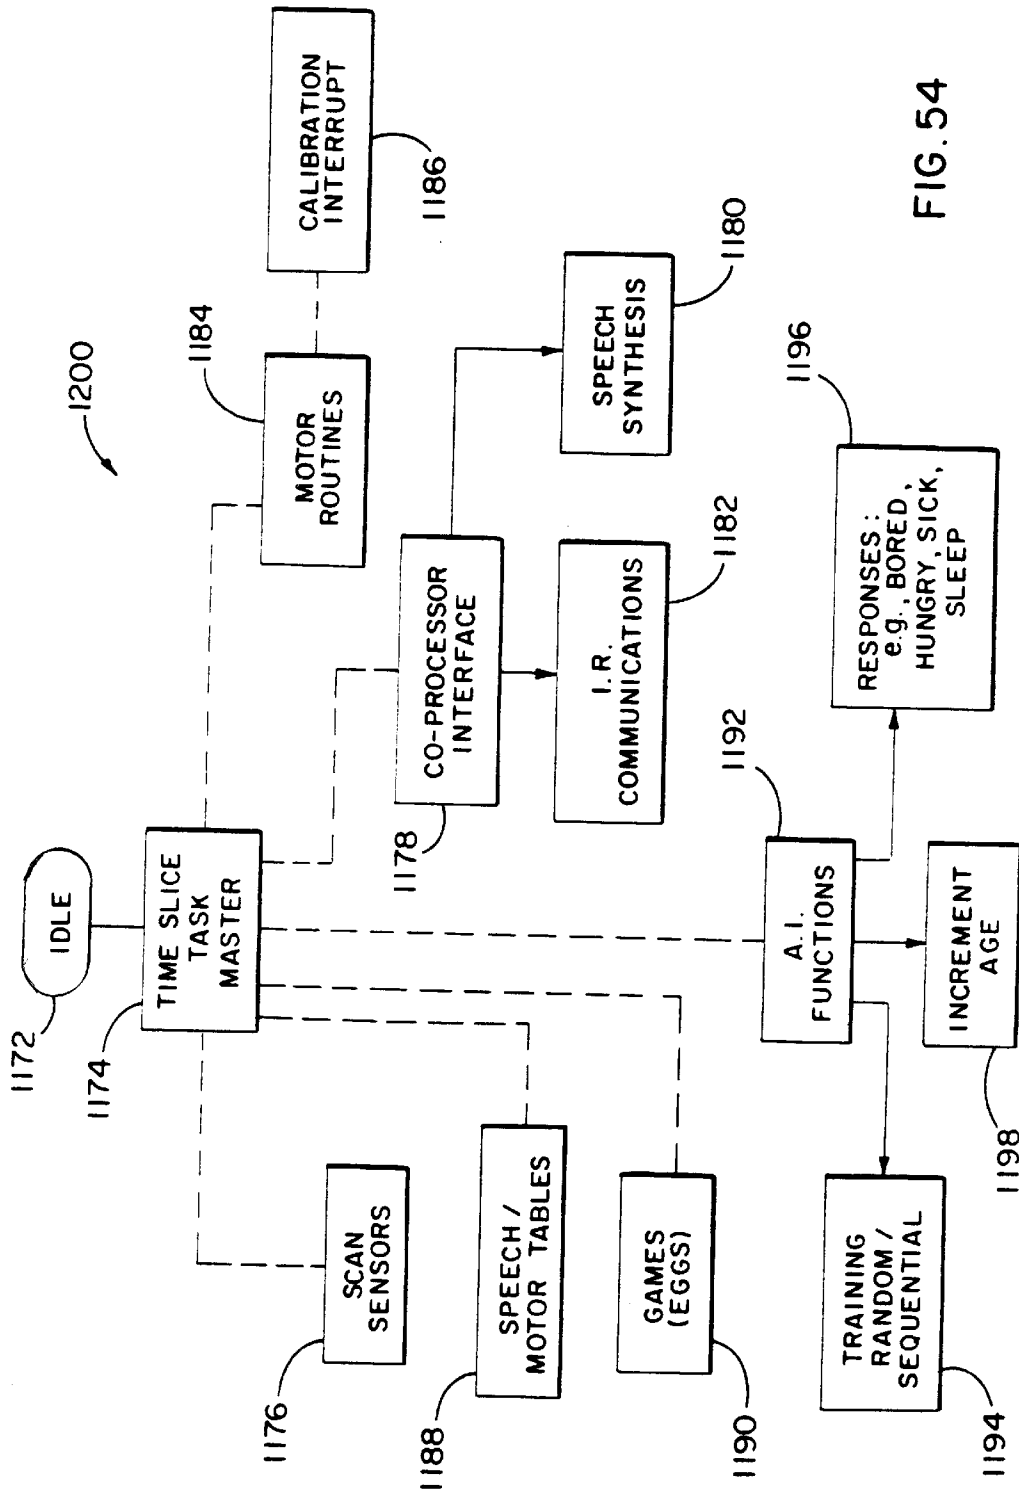 1172
IDLE
1174
TIME SLICE
TASK
MASTER
1200
1176
SCAN
SENSORS
1184
MOTOR
ROUTINES
CALIBRATION
INTERRUPT
1186
1188
SPEECH /
MOTOR TABLES
1178
CO-PROCESSOR
INTERFACE
1190
GAMES
(EGGS)
I.R.
COMMUNICATIONS
1182
SPEECH
SYNTHESIS
1180
1192
A.I.
FUNCTIONS
1194
TRAINING
RANDOM /
SEQUENTIAL
1198
INCREMENT
AGE
1196
RESPONSES :
e.g., BORED,
HUNGRY, SICK,
SLEEP
FIG. 54